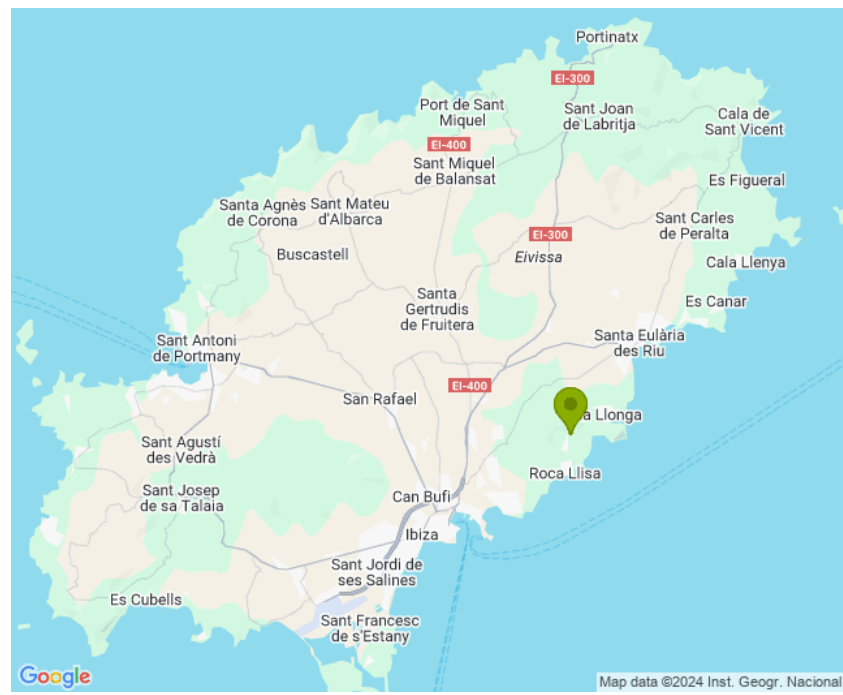 Portinatx
EI-300
Port de Sant
Miquel
Sant Joan
de Labritja
Cala de
Sant Vicent
EI-400
Sant Miquel
de Balansat
Es Figueral
Santa Agnès
de Corona
Sant Mateu
d'Albarca
Sant Carles
de Peralta
EI-300
Buscastell
Eivissa
Cala Llenya
Santa
Gertrudis
de Fruitera
Es Canar
Sant Antoni
de Portmany
Santa Eulària
des Riu
EI-400
San Rafael
a Llonga
Sant Agustí
des Vedrà
Roca Llisa
Sant Josep
de sa Talaia
Can Bufi
Ibiza
Sant Jordi de
ses Salines
Es Cubells
Sant Francesc
de s'Estany
Google
Map data ©2024 Inst. Geogr. Nacional